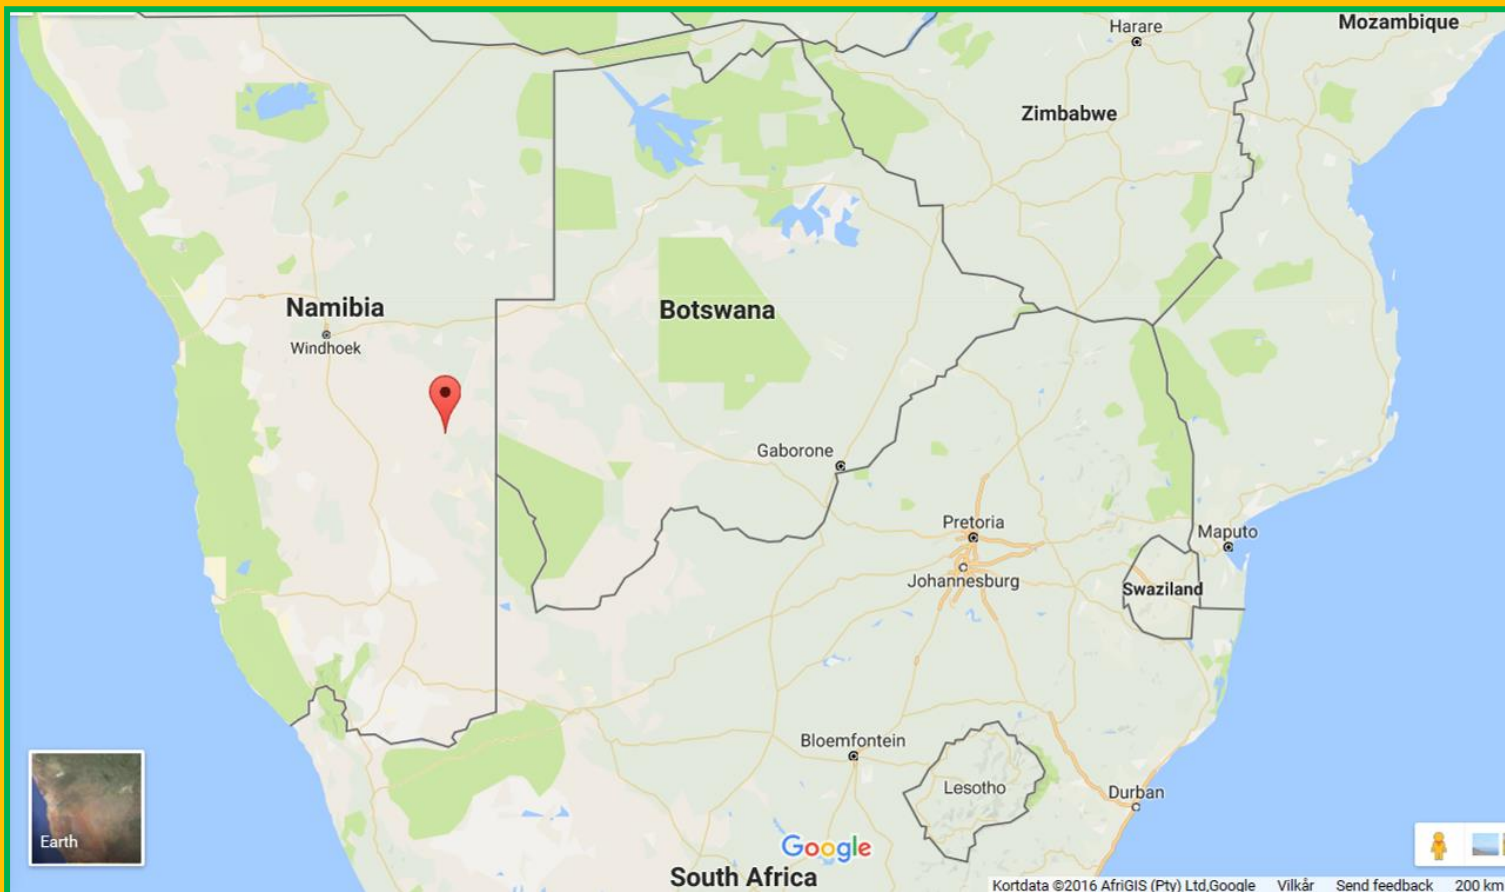 Harare
Mozambique
Zimbabwe
Namibia
Botswana
Windhoek
Gaborone
Pretoria
Maputo
Johannesburg
Swaziland
Bloemfontein
Lesotho
Durban
Earth
Google
South Africa
Kortdata ©2016 AfriGIS (Pty) Ltd,Google Vilkår Send feedback 200 km